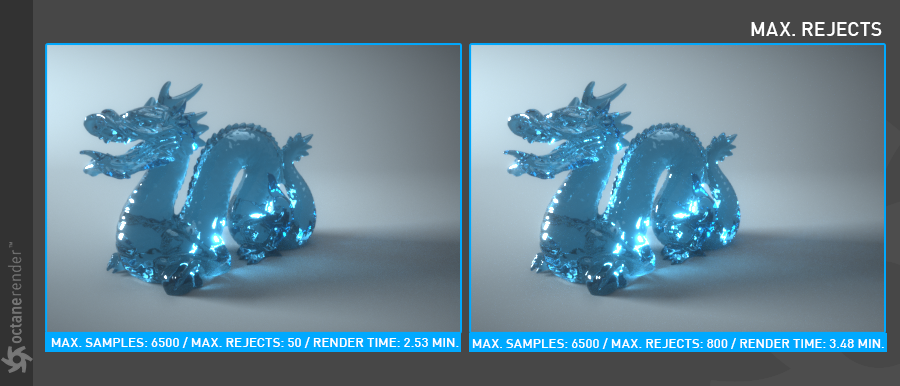 MAX. REJECTS
MAX. SAMPLES: 6500 / MAX. REJECTS: 50 / RENDER TIME: 2.53 MIN.
MAX. SAMPLES: 6500 / MAX. REJECTS: 800 / RENDER TIME: 3.48 MIN.
octanerender™